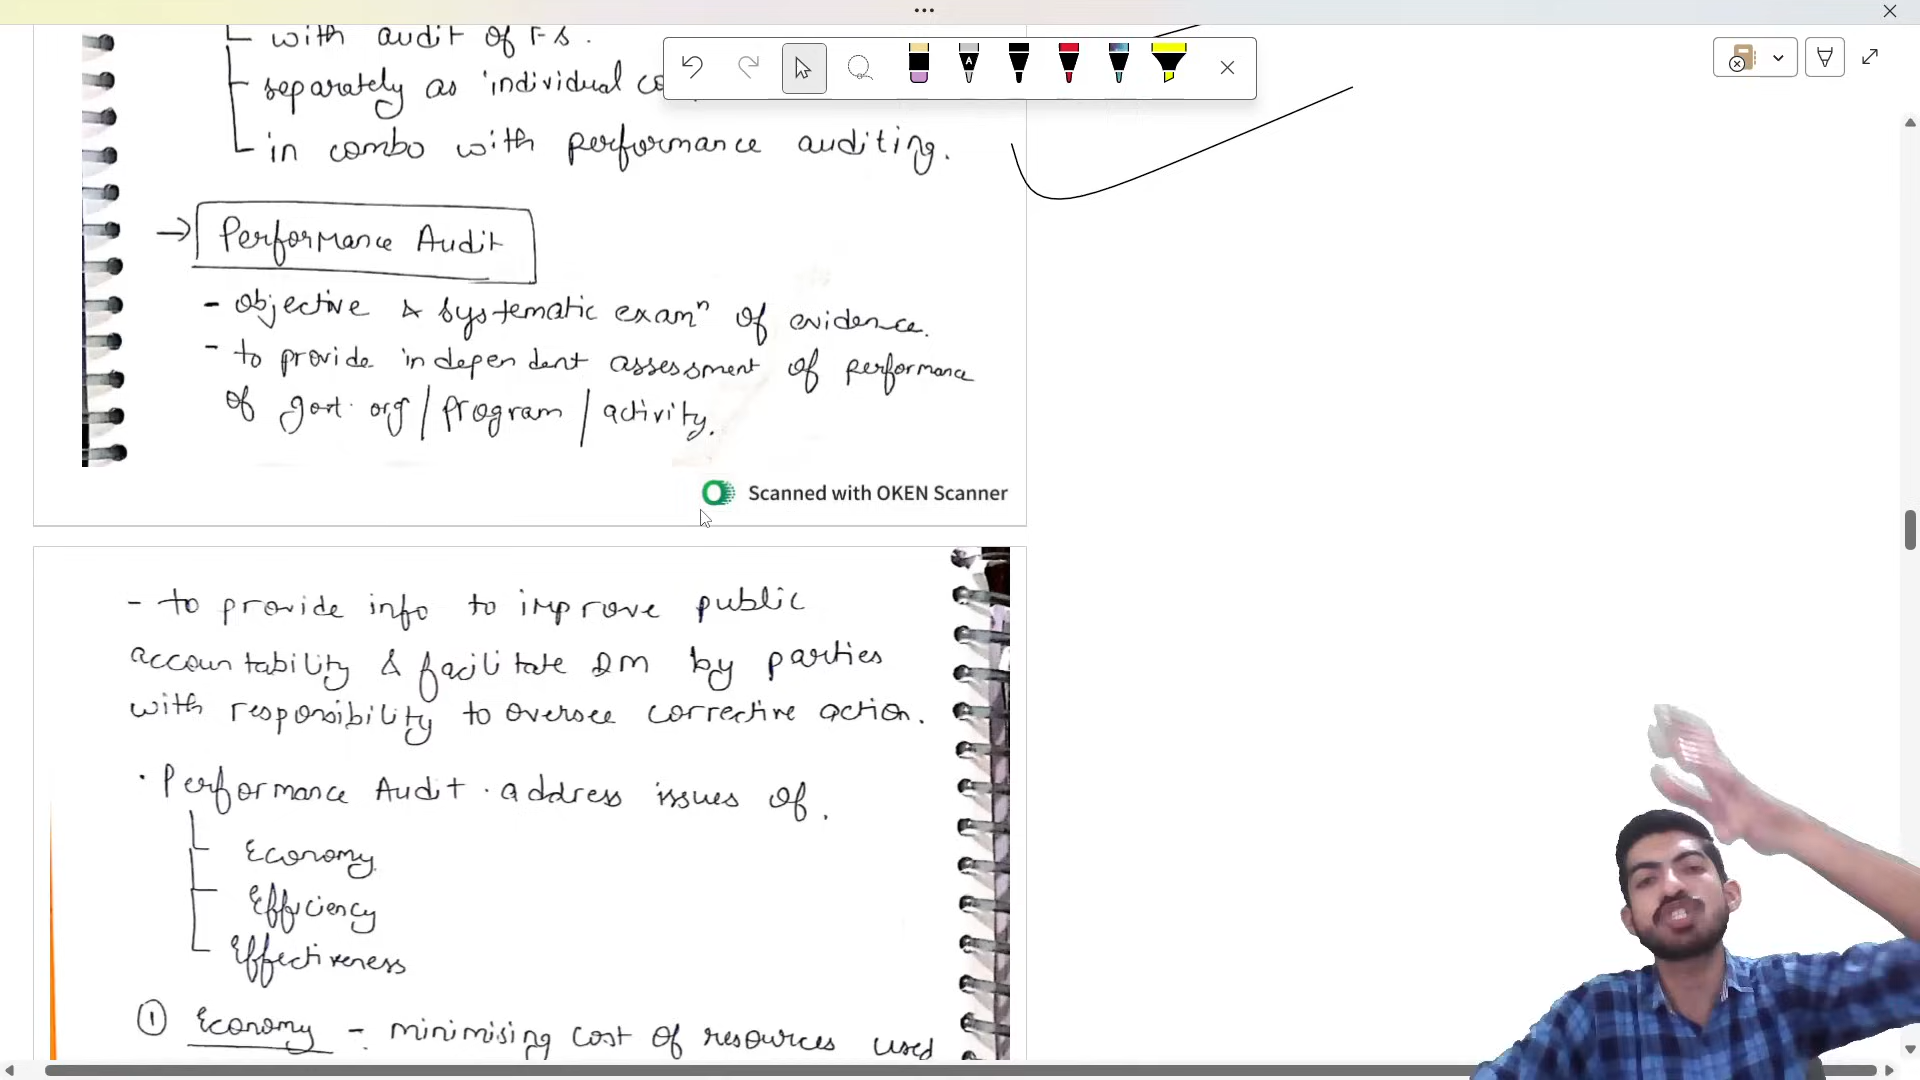 with audit of FS.
separately as individual co
in combo with performance auditing.
→ Performance Audit
- objective & systematic examⁿ of evidence.
- to provide independent assessment of performance
of govt. org / program / activity.
Scanned with OKEN Scanner
- to provide info to improve public
accountability & facilitate DM by parties
with responsibility to oversee corrective action.
· Performance Audit · address issues of.
Economy
Efficiency
Effectiveness
① Economy - minimising cost of resources used